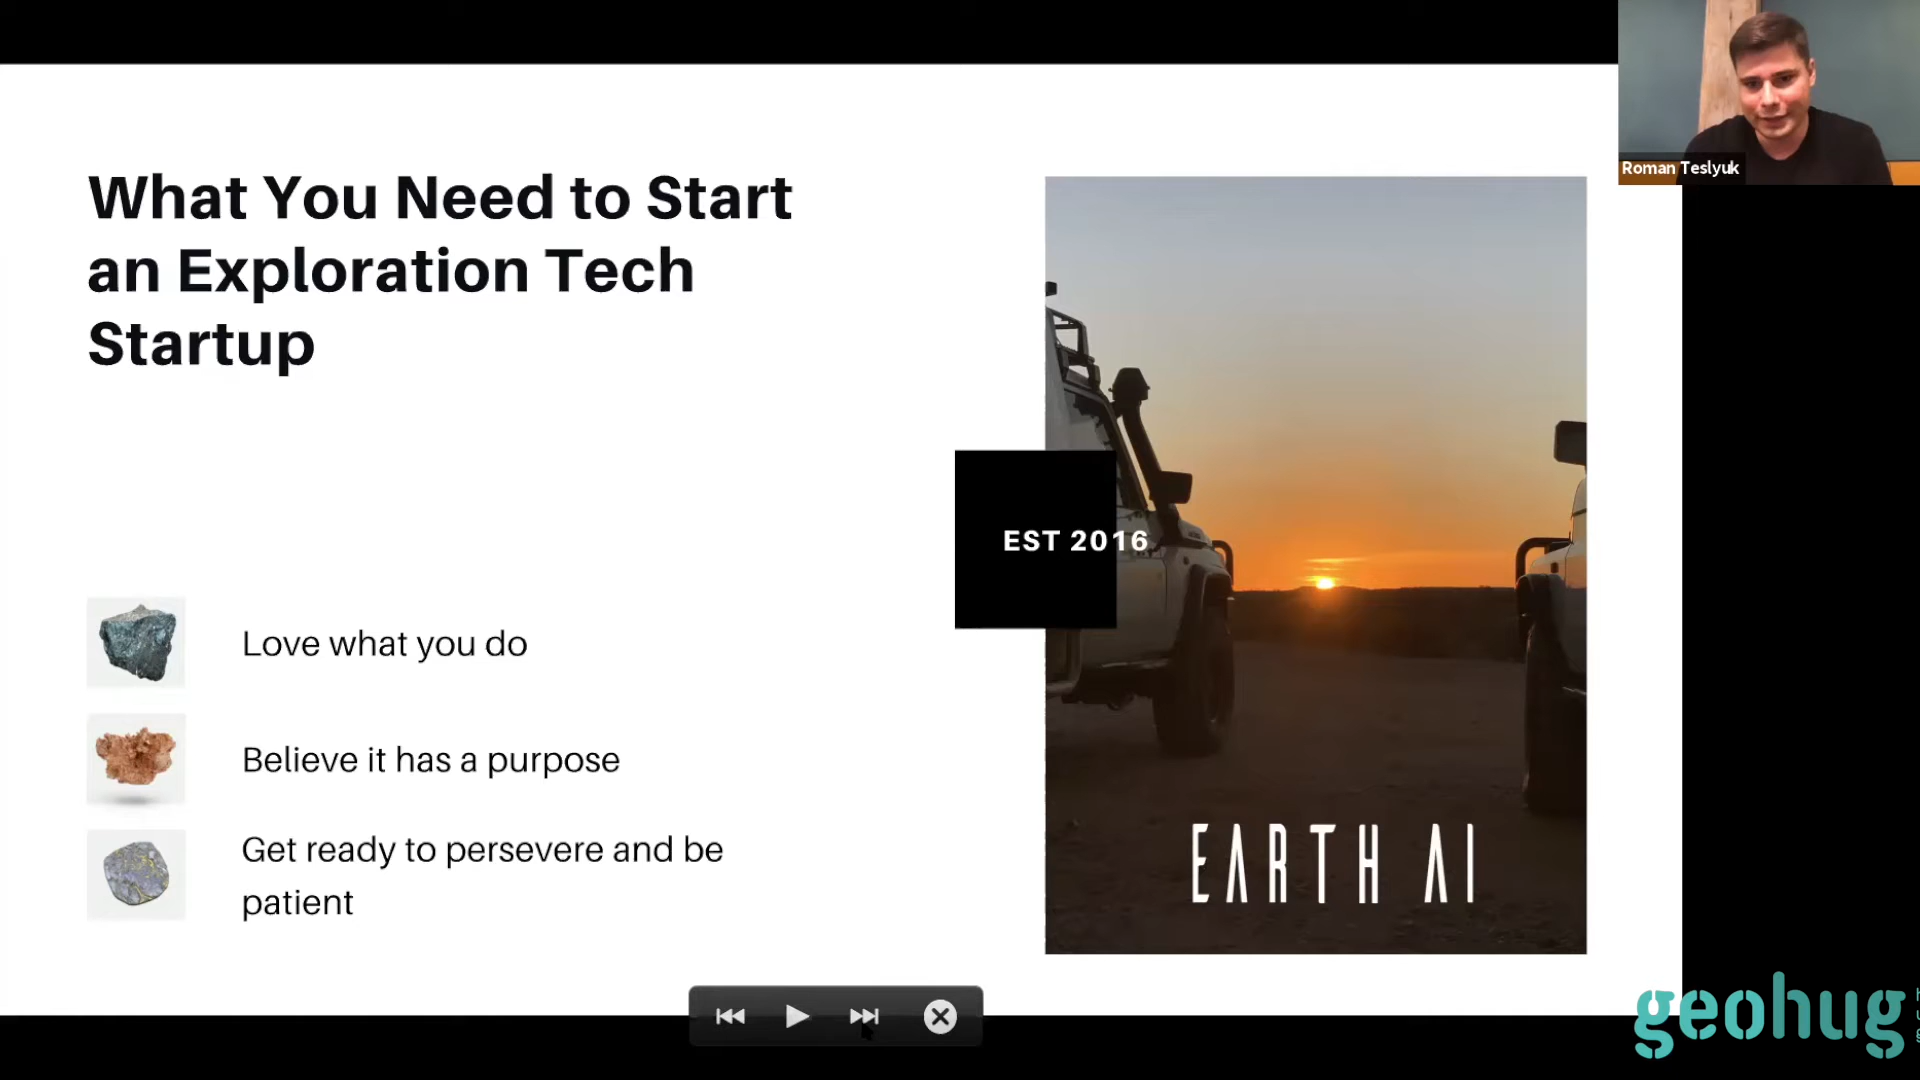 Roman Teslyuk
What You Need to Start
an Exploration Tech
Startup
EST 2016
Love what you do
Believe it has a purpose
Get ready to persevere and be
patient
EARTH AI
geohug